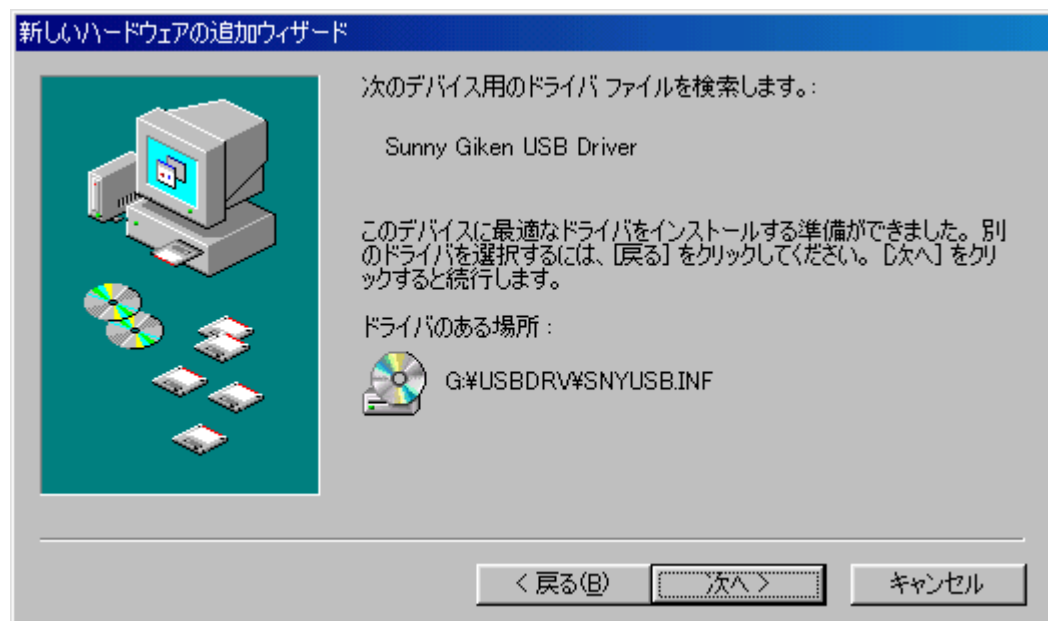 新しいハードウェアの追加ウィザード
次のデバイス用のドライバ ファイルを検索します。:
Sunny Giken USB Driver
このデバイスに最適なドライバをインストールする準備ができました。別
のドライバを選択するには、[戻る] をクリックしてください。[次へ] をクリ
ックすると続行します。
ドライバのある場所 :
G:¥USBDRV¥SNYUSB.INF
< 戻る(B)
次へ >
キャンセル